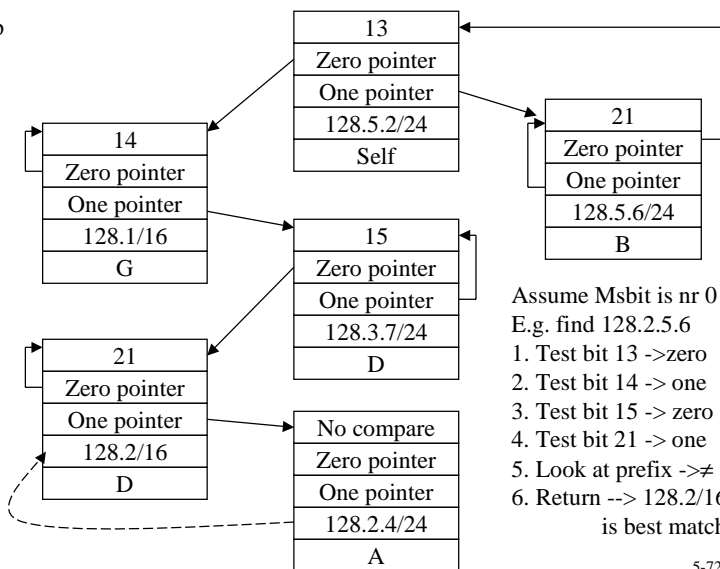 13
Zero pointer
One pointer
128.5.2/24
Self
14
Zero pointer
One pointer
128.1/16
G
21
Zero pointer
One pointer
128.5.6/24
B
15
Zero pointer
One pointer
128.3.7/24
D
21
Zero pointer
One pointer
128.2/16
D
No compare
Zero pointer
One pointer
128.2.4/24
A
Assume Msbit is nr 0
E.g. find 128.2.5.6
1. Test bit 13 ->zero
2. Test bit 14 -> one
3. Test bit 15 -> zero
4. Test bit 21 -> one
5. Look at prefix ->≠
6. Return --> 128.2/16
is best match
5-72